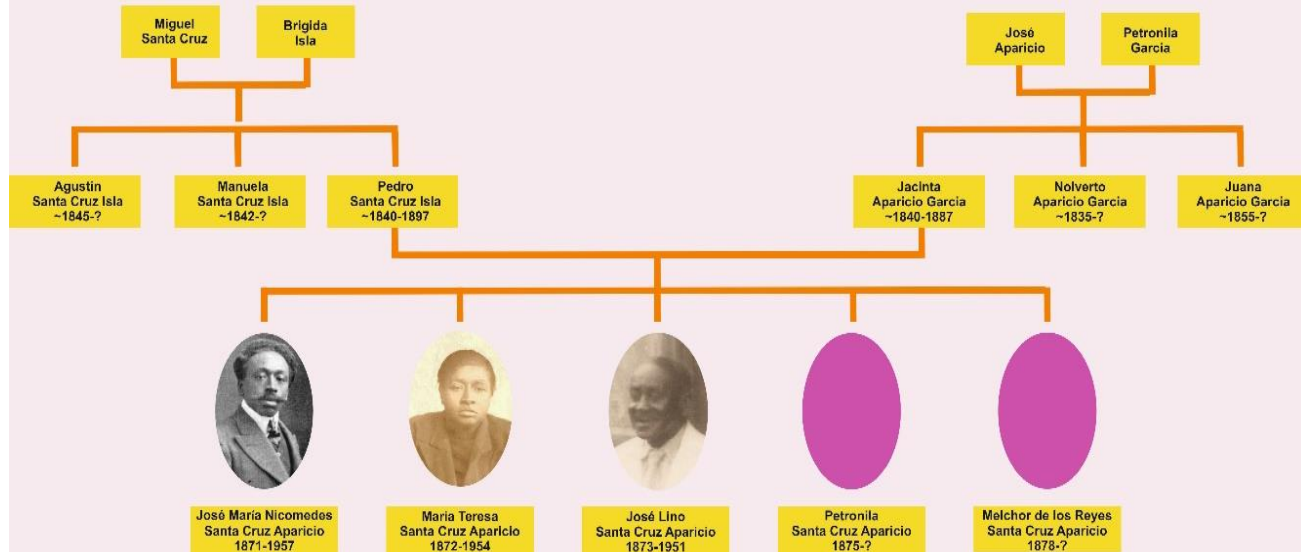 Miguel
Santa Cruz
Brigida
Isla
José
Aparicio
Petronila
Garcia
Agustin
Santa Cruz Isla
~1845-?
Manuela
Santa Cruz Isla
~1842-?
Pedro
Santa Cruz Isla
~1840-1897
Jacinta
Aparicio Garcia
~1840-1887
Nolverto
Aparicio Garcia
~1835-?
Juana
Aparicio Garcia
~1855-?
José María Nicomedes
Santa Cruz Aparicio
1871-1957
Maria Teresa
Santa Cruz Aparicio
1872-1954
José Lino
Santa Cruz Aparicio
1873-1951
Petronila
Santa Cruz Aparicio
1875-?
Melchor de los Reyes
Santa Cruz Aparicio
1878-?